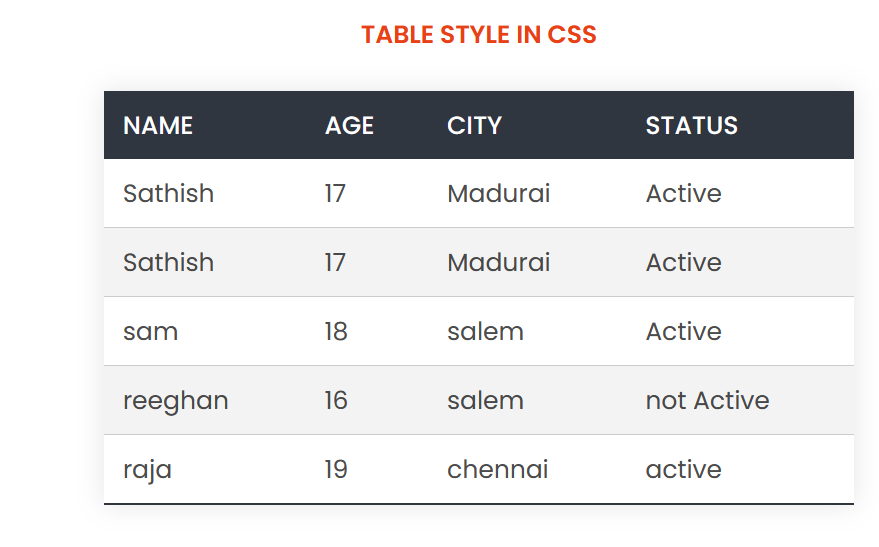 TABLE STYLE IN CSS
NAME AGE CITY STATUS
Sathish 17 Madurai Active
Sathish 17 Madurai Active
sam 18 salem Active
reeghan 16 salem not Active
raja 19 chennai active